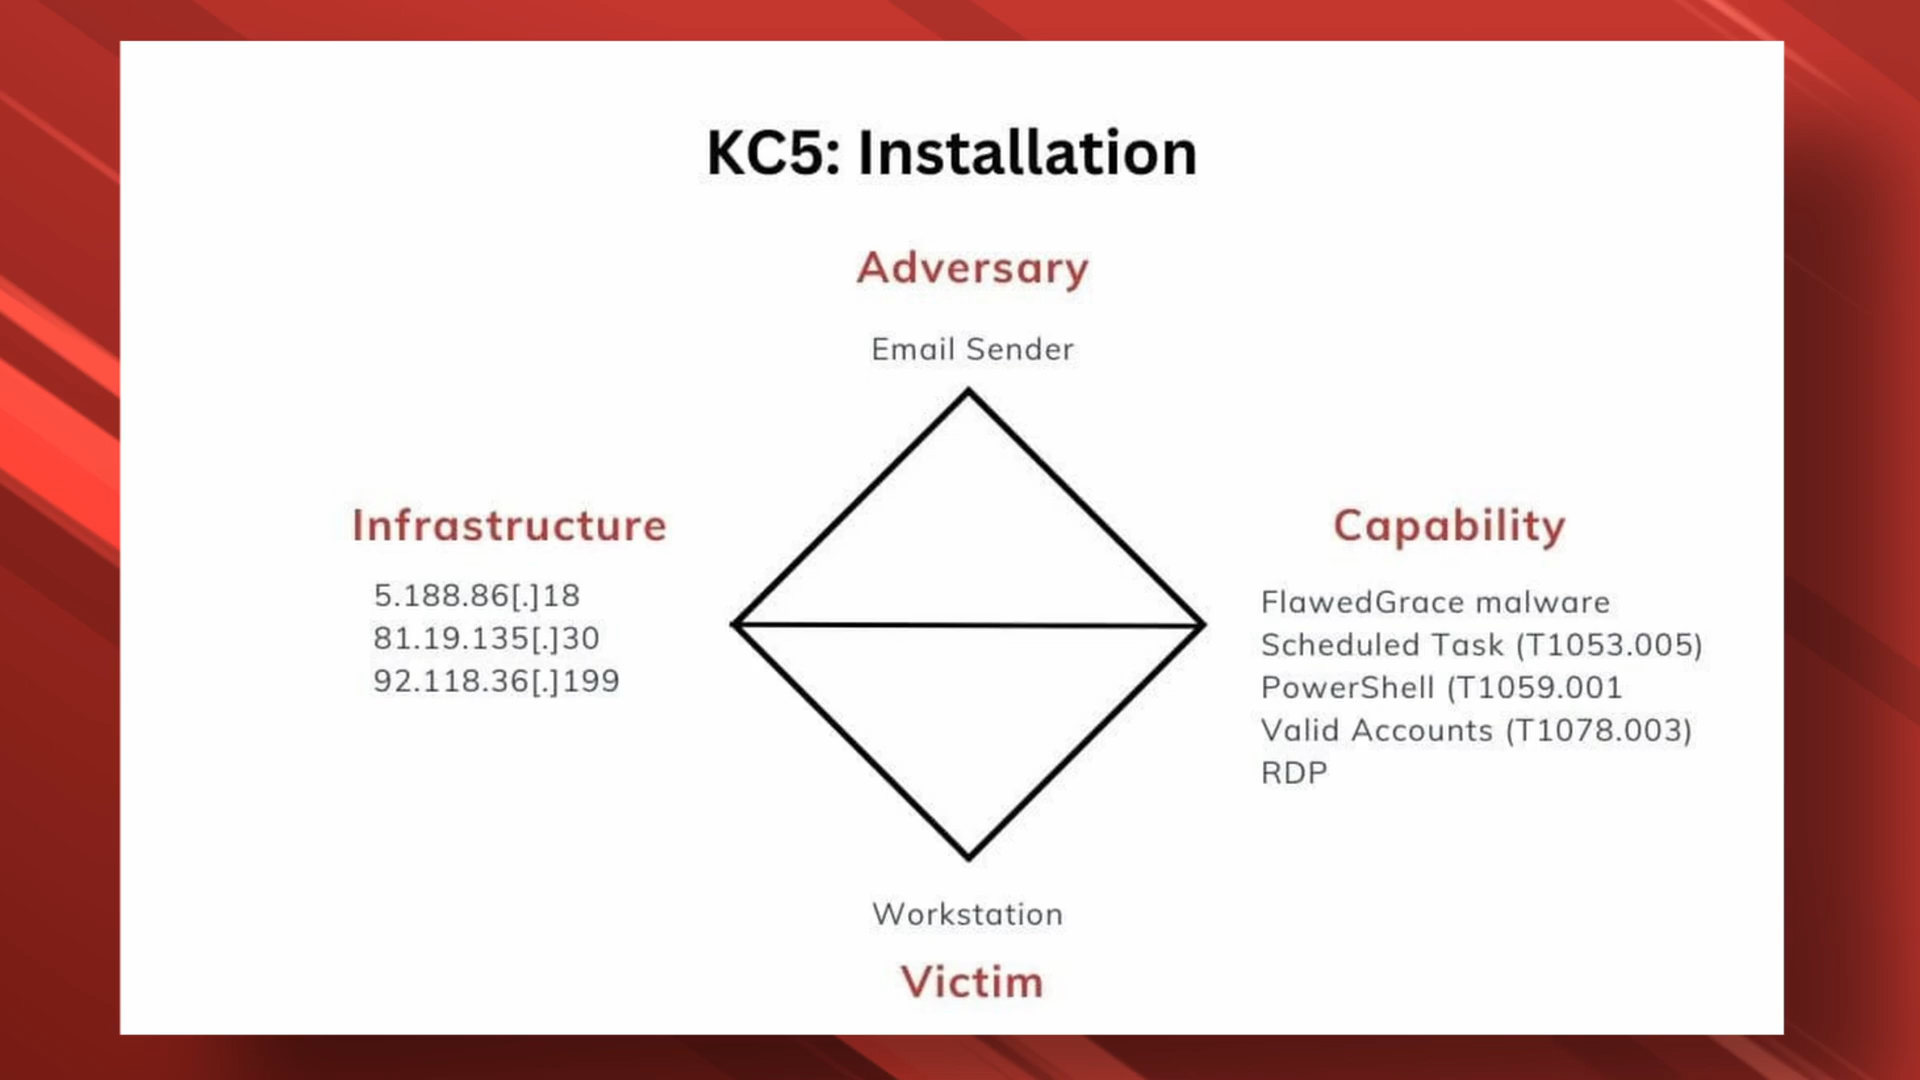 KC5: Installation
Adversary
Email Sender
Infrastructure
5.188.86[.]18
81.19.135[.]30
92.118.36[.]199
Capability
FlawedGrace malware
Scheduled Task (T1053.005)
PowerShell (T1059.001
Valid Accounts (T1078.003)
RDP
Workstation
Victim